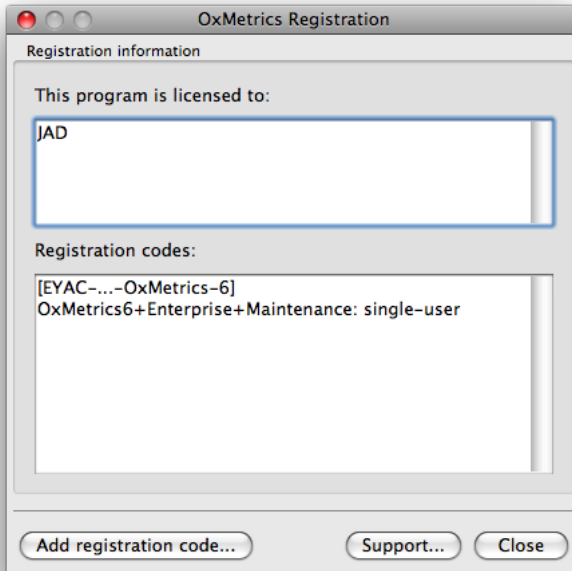 OxMetrics Registration
Registration information
This program is licensed to:
JAD
Registration codes:
[EYAC-...-OxMetrics-6]
OxMetrics6+Enterprise+Maintenance: single-user
Add registration code...
Support...
Close